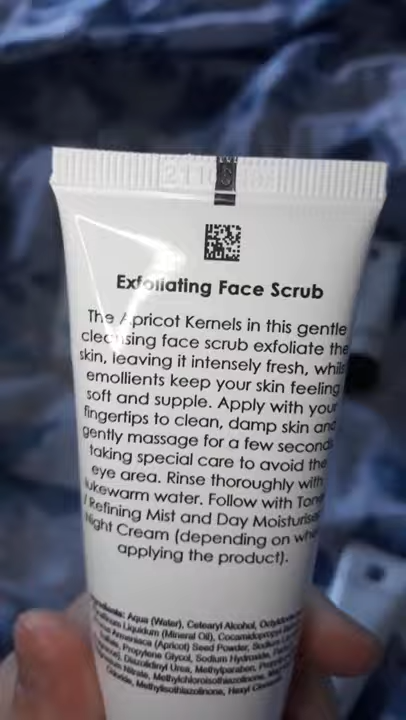 Exfoliating Face Scrub
The Apricot Kernels in this gentle
cleansing face scrub exfoliate the
skin, leaving it intensely fresh, whilst
emollients keep your skin feeling
soft and supple. Apply with your
fingertips to clean, damp skin and
gently massage for a few seconds
taking special care to avoid the
eye area. Rinse thoroughly with
lukewarm water. Follow with Toner
/ Refining Mist and Day Moisturiser
Night Cream (depending on when
applying the product).
Ingredients: Aqua (Water), Cetearyl Alcohol,
Liquidum (Mineral Oil), Cocamidopropyl
Armeniaca (Apricot) Seed Powder, Sodium
Propylene Glycol, Sodium Hydroxide,
Diazolidinyl Urea, Methylparaben,
Nitrate, Methylchloroisothiazolinone,
Methylisothiazolinone, Hexyl